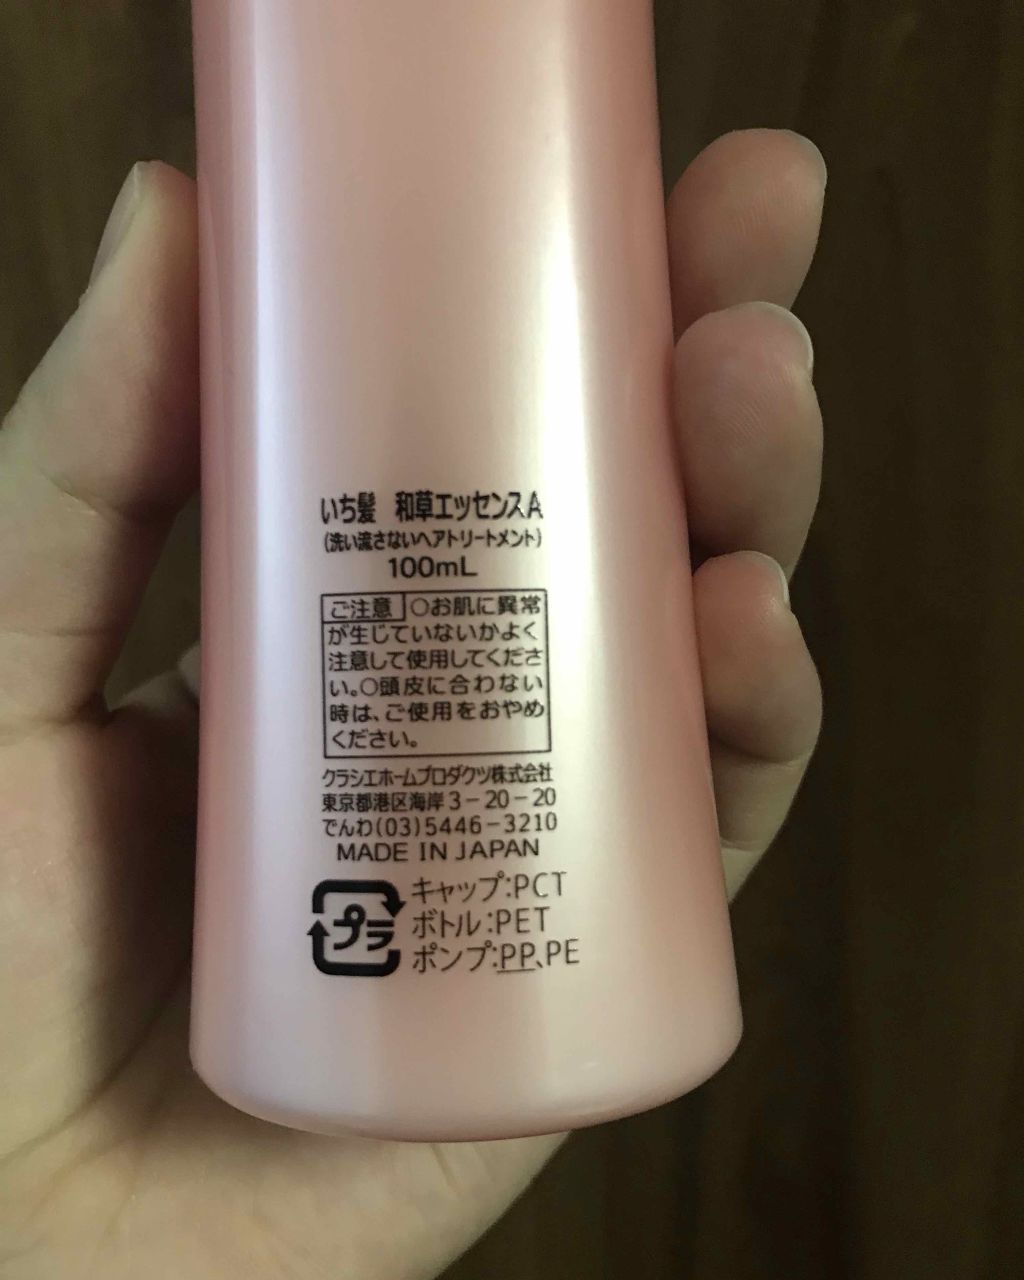 いち髪 和草エッセンスA
(洗い流さないヘアトリートメント)
100mL
ご注意 ○お肌に異常
が生じていないかよく
注意して使用してくださ
い。○頭皮に合わない
時は、ご使用をおやめ
ください。
クラシエホームプロダクツ株式会社
東京都港区海岸3-20-20
でんわ(03)5446-3210
MADE IN JAPAN
プラ
キャップ:PCT
ボトル:PET
ポンプ:PP、PE